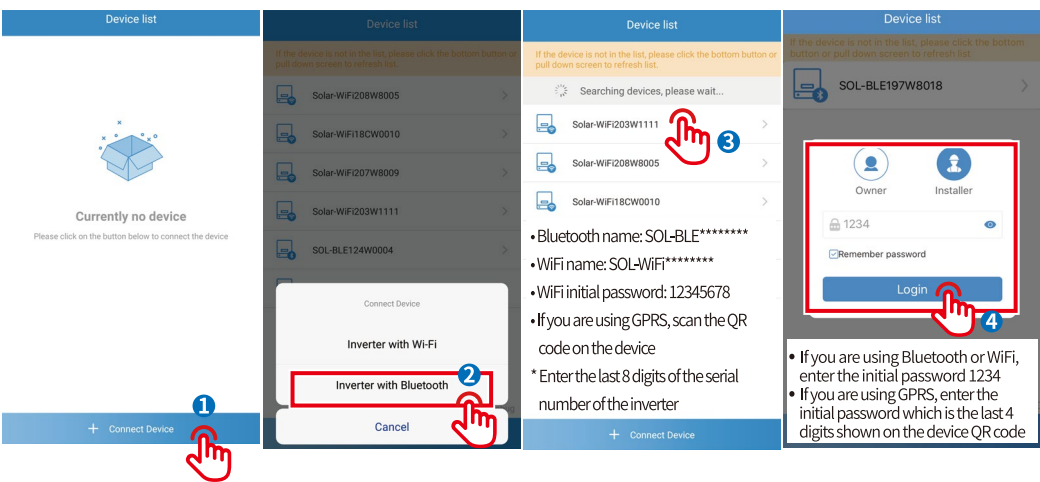 Device list
Currently no device
Please click on the button below to connect the device
1
+ Connect Device
Device list
If the device is not in the list, please click the bottom button or
pull down screen to refresh list.
Solar-WiFi208W8005
Solar-WiFi18CW0010
Solar-WiFi207W8009
Solar-WiFi203W1111
SOL-BLE124W0004
Connect Device
Inverter with Wi-Fi
Inverter with Bluetooth
2
Cancel
Device list
If the device is not in the list, please click the bottom button or
pull down screen to refresh list.
Searching devices, please wait...
Solar-WiFi203W1111
3
Solar-WiFi208W8005
Solar-WiFi18CW0010
• Bluetooth name: SOL-BLE********
• WiFi name: SOL-WiFi********
• WiFi initial password: 12345678
• If you are using GPRS, scan the QR
code on the device
* Enter the last 8 digits of the serial
number of the inverter
+ Connect Device
Device list
If the device is not in the list, please click the bottom
button or pull down screen to refresh list.
SOL-BLE197W8018
Owner Installer
1234
Remember password
Login
4
• If you are using Bluetooth or WiFi,
enter the initial password 1234
• If you are using GPRS, enter the
initial password which is the last 4
digits shown on the device QR code